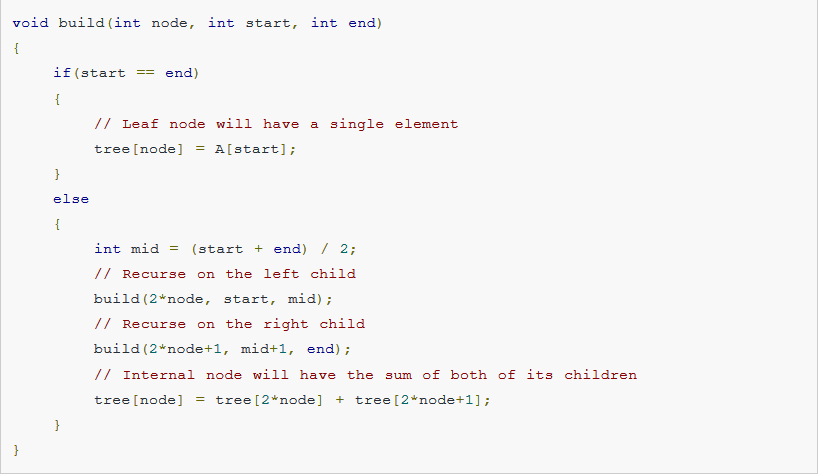 void build(int node, int start, int end)
{
    if(start == end)
    {
        // Leaf node will have a single element
        tree[node] = A[start];
    }
    else
    {
        int mid = (start + end) / 2;
        // Recurse on the left child
        build(2*node, start, mid);
        // Recurse on the right child
        build(2*node+1, mid+1, end);
        // Internal node will have the sum of both of its children
        tree[node] = tree[2*node] + tree[2*node+1];
    }
}